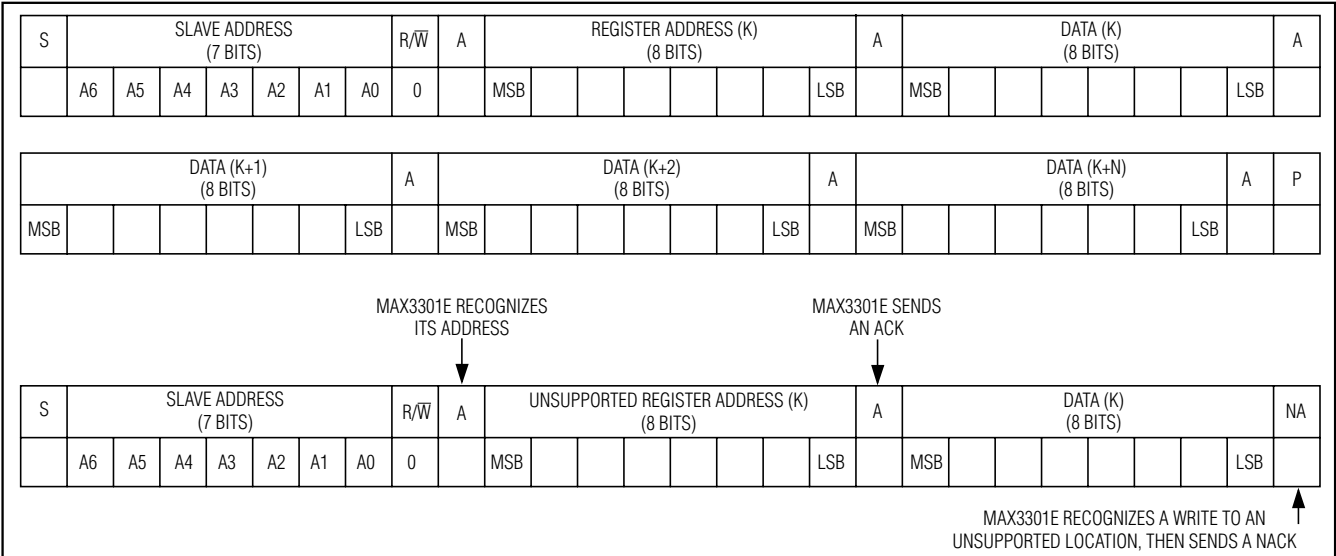 S SLAVE ADDRESS R/W̅ A REGISTER ADDRESS (K) A DATA (K) A
(7 BITS) (8 BITS) (8 BITS)
A6 A5 A4 A3 A2 A1 A0 0 MSB LSB MSB LSB
DATA (K+1) A DATA (K+2) A DATA (K+N) A P
(8 BITS) (8 BITS) (8 BITS)
MSB LSB MSB LSB MSB LSB
MAX3301E RECOGNIZES
ITS ADDRESS
MAX3301E SENDS
AN ACK
S SLAVE ADDRESS R/W̅ A UNSUPPORTED REGISTER ADDRESS (K) A DATA (K) NA
(7 BITS) (8 BITS) (8 BITS)
A6 A5 A4 A3 A2 A1 A0 0 MSB LSB MSB LSB
MAX3301E RECOGNIZES A WRITE TO AN
UNSUPPORTED LOCATION, THEN SENDS A NACK